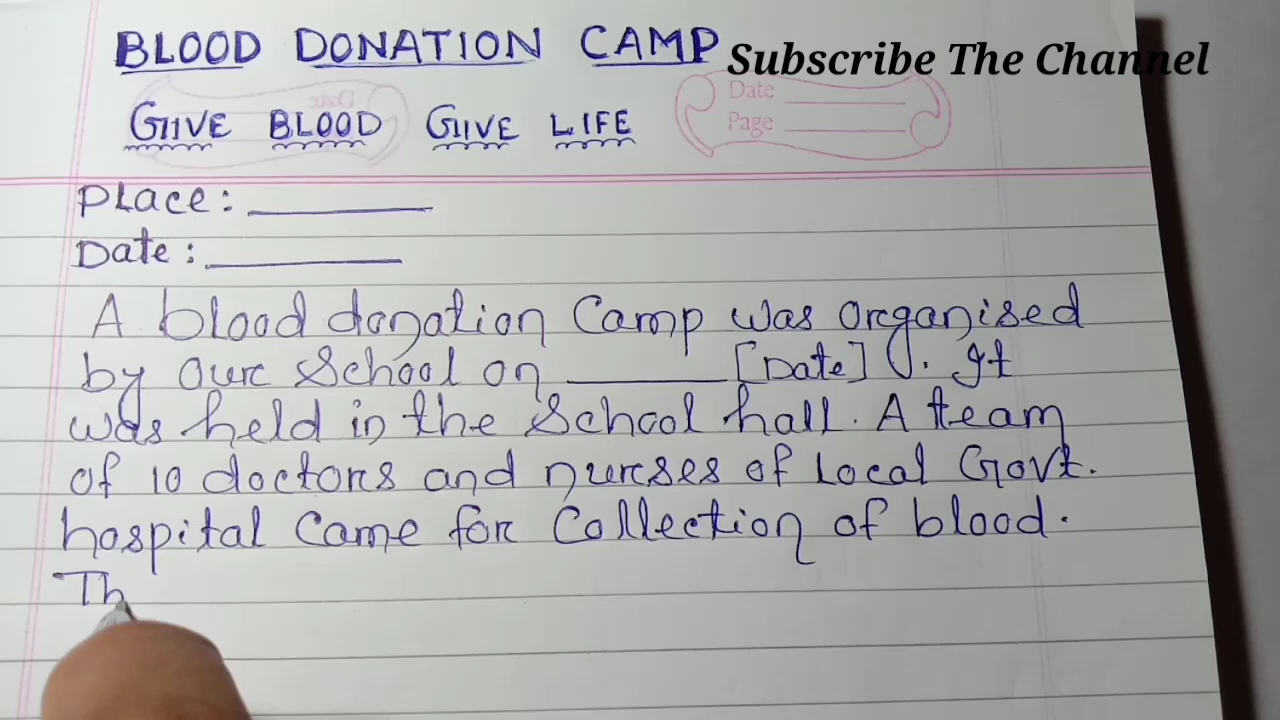 BLOOD DONATION CAMP
Subscribe The Channel
GIIVE BLOOD GIIVE LIFE
Date
Page
Place:
Date:
A blood donation Camp was organised
by our School on [Date]. It
was held in the School hall. A team
of 10 doctors and nurses of Local Govt.
hospital Came for Collection of blood.
Th